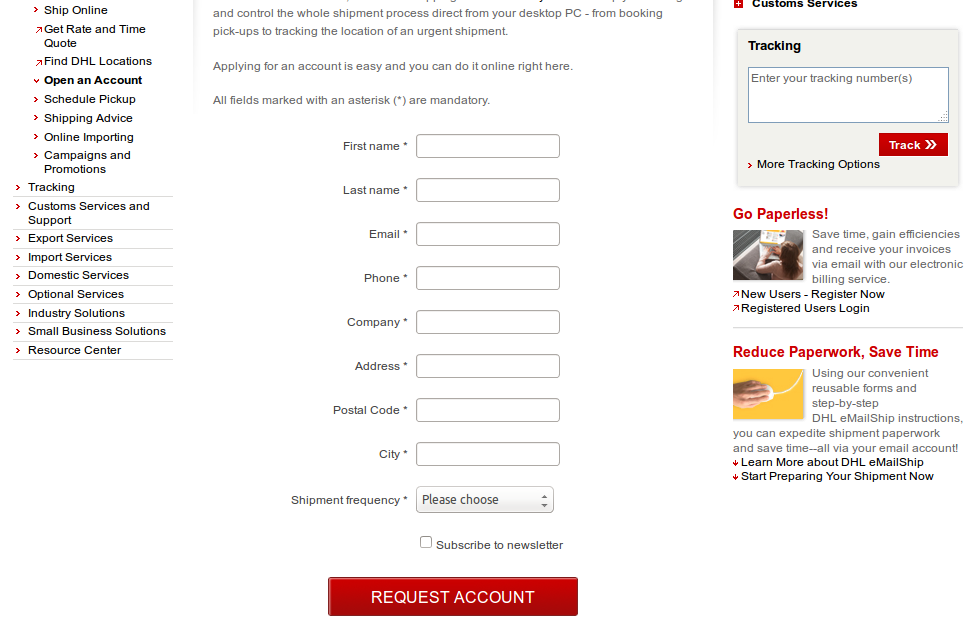 Ship Online
Get Rate and Time
Quote
Find DHL Locations
Open an Account
Schedule Pickup
Shipping Advice
Online Importing
Campaigns and
Promotions
Tracking
Customs Services and
Support
Export Services
Import Services
Domestic Services
Optional Services
Industry Solutions
Small Business Solutions
Resource Center
and control the whole shipment process direct from your desktop PC - from booking
pick-ups to tracking the location of an urgent shipment.
Applying for an account is easy and you can do it online right here.
All fields marked with an asterisk (*) are mandatory.
First name *
Last name *
Email *
Phone *
Company *
Address *
Postal Code *
City *
Shipment frequency * Please choose
Subscribe to newsletter
REQUEST ACCOUNT
Customs Services
Tracking
Enter your tracking number(s)
Track
More Tracking Options
Go Paperless!
Save time, gain efficiencies
and receive your invoices
via email with our electronic
billing service.
New Users - Register Now
Registered Users Login
Reduce Paperwork, Save Time
Using our convenient
reusable forms and
step-by-step
DHL eMailShip instructions,
you can expedite shipment paperwork
and save time--all via your email account!
Learn More about DHL eMailShip
Start Preparing Your Shipment Now